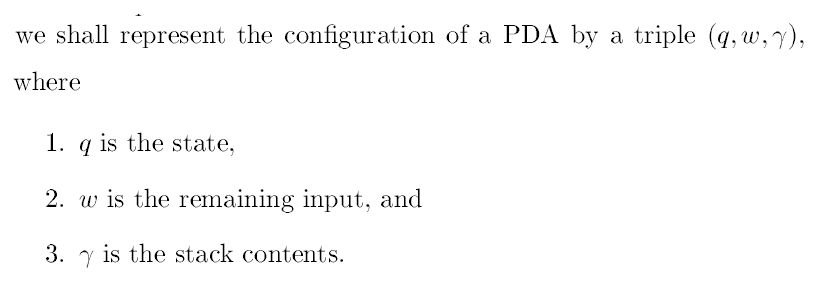 we shall represent the configuration of a PDA by a triple (q, w, γ),
where
1. q is the state,
2. w is the remaining input, and
3. γ is the stack contents.